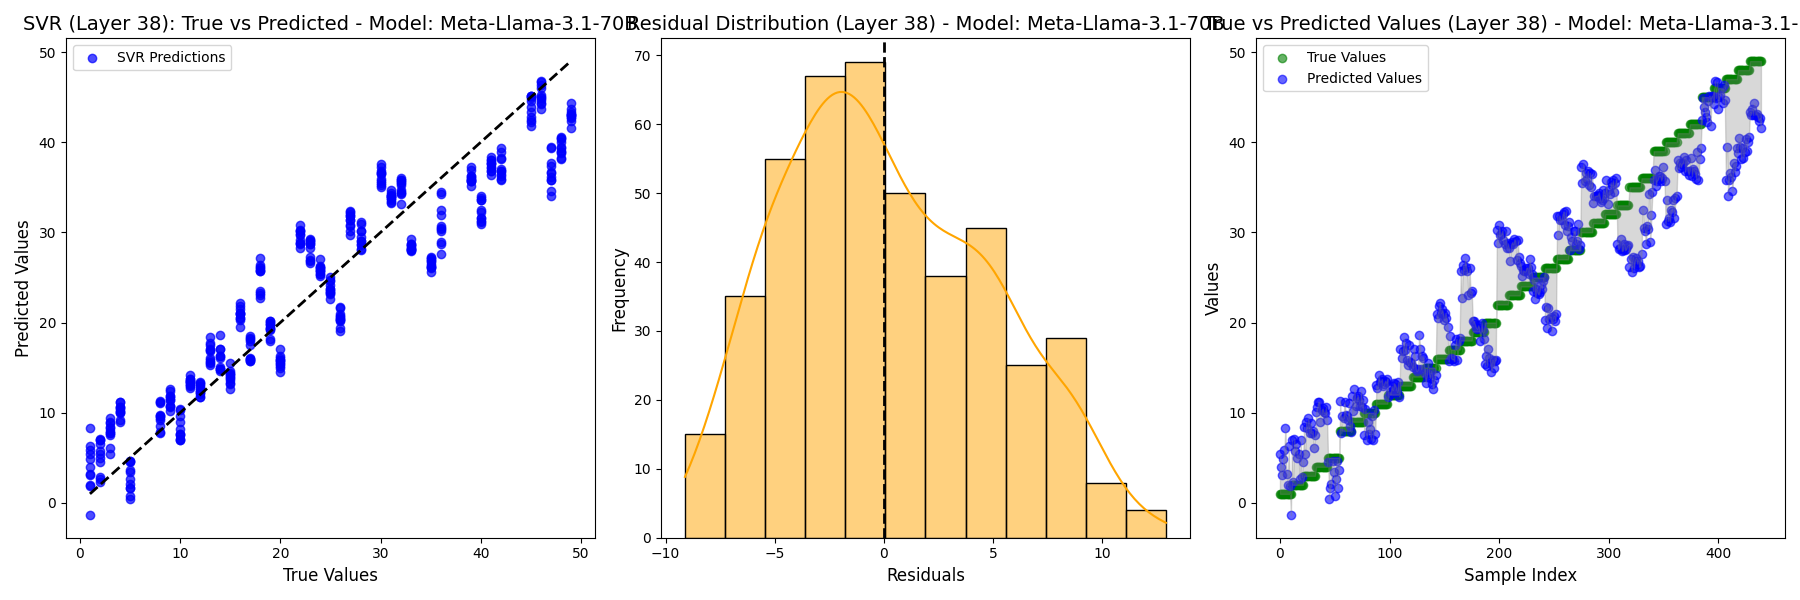 SVR (Layer 38): True vs Predicted - Model: Meta-Llama-3.1-70B
SVR Predictions
50
40
30
20
10
0
Predicted Values
0 10 20 30 40 50
True Values
Residual Distribution (Layer 38) - Model: Meta-Llama-3.1-70B
70
60
50
40
30
20
10
0
Frequency
−10 −5 0 5 10
Residuals
True vs Predicted Values (Layer 38) - Model: Meta-Llama-3.1-
True Values
Predicted Values
50
40
30
20
10
0
Values
0 100 200 300 400
Sample Index